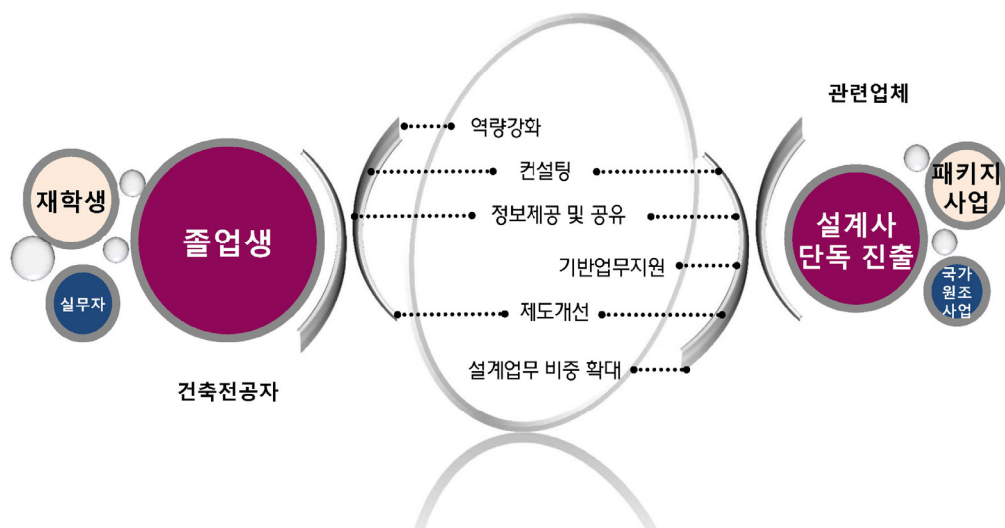 재학생
실무자
졸업생
건축전공자
역량강화
컨설팅
정보제공 및 공유
기반업무지원
제도개선
설계업무 비중 확대
관련업체
설계사
단독 진출
패키지
사업
국가
원조
사업